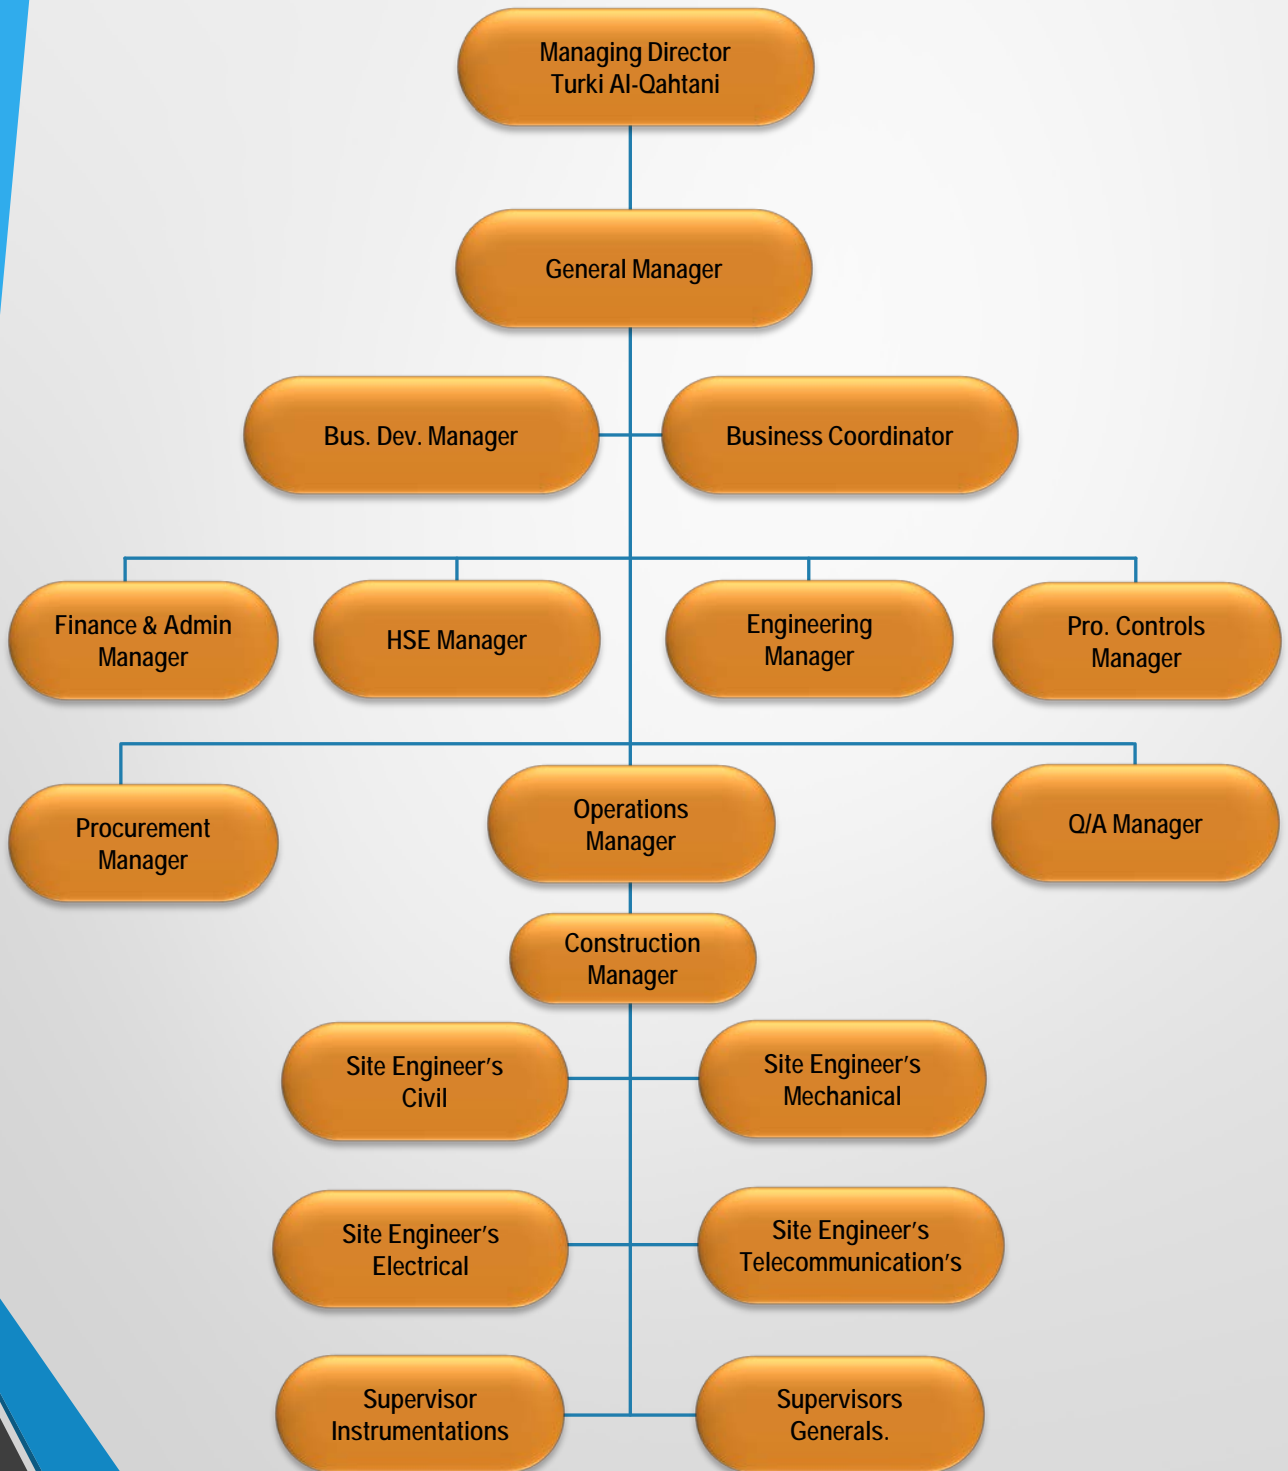 Managing Director
Turki Al-Qahtani
General Manager
Bus. Dev. Manager
Business Coordinator
Finance & Admin
Manager
HSE Manager
Engineering
Manager
Pro. Controls
Manager
Procurement
Manager
Operations
Manager
Q/A Manager
Construction
Manager
Site Engineer’s
Civil
Site Engineer’s
Mechanical
Site Engineer’s
Electrical
Site Engineer’s
Telecommunication’s
Supervisor
Instrumentations
Supervisors
Generals.